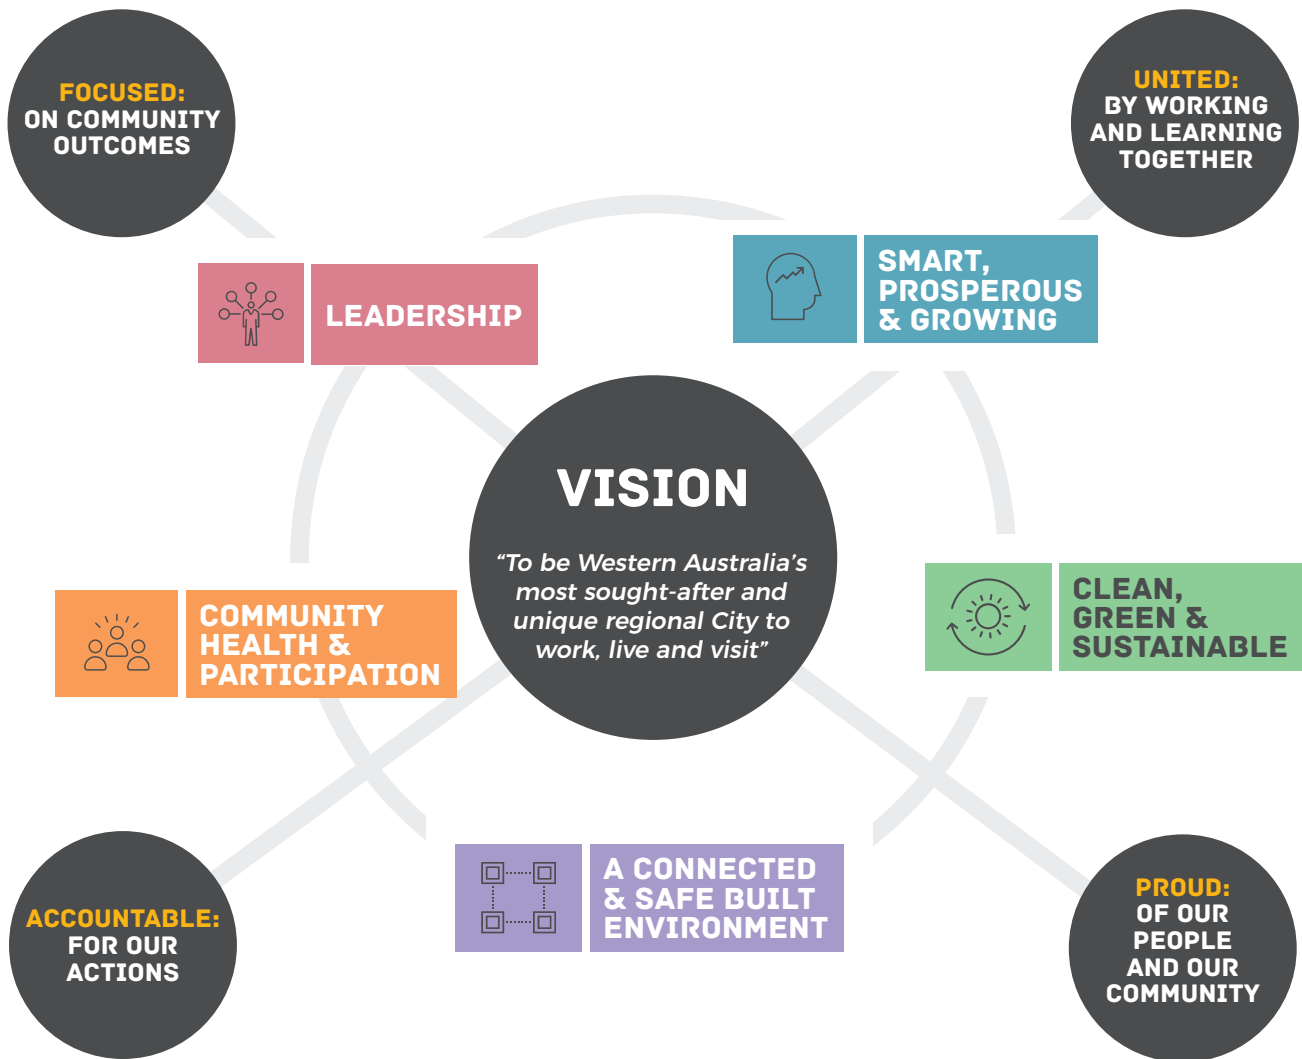 FOCUSED:
ON COMMUNITY
OUTCOMES
UNITED:
BY WORKING
AND LEARNING
TOGETHER
LEADERSHIP
SMART,
PROSPEROUS
& GROWING
VISION
“To be Western Australia’s
most sought-after and
unique regional City to
work, live and visit”
COMMUNITY
HEALTH &
PARTICIPATION
CLEAN,
GREEN &
SUSTAINABLE
A CONNECTED
& SAFE BUILT
ENVIRONMENT
ACCOUNTABLE:
FOR OUR
ACTIONS
PROUD:
OF OUR
PEOPLE
AND OUR
COMMUNITY